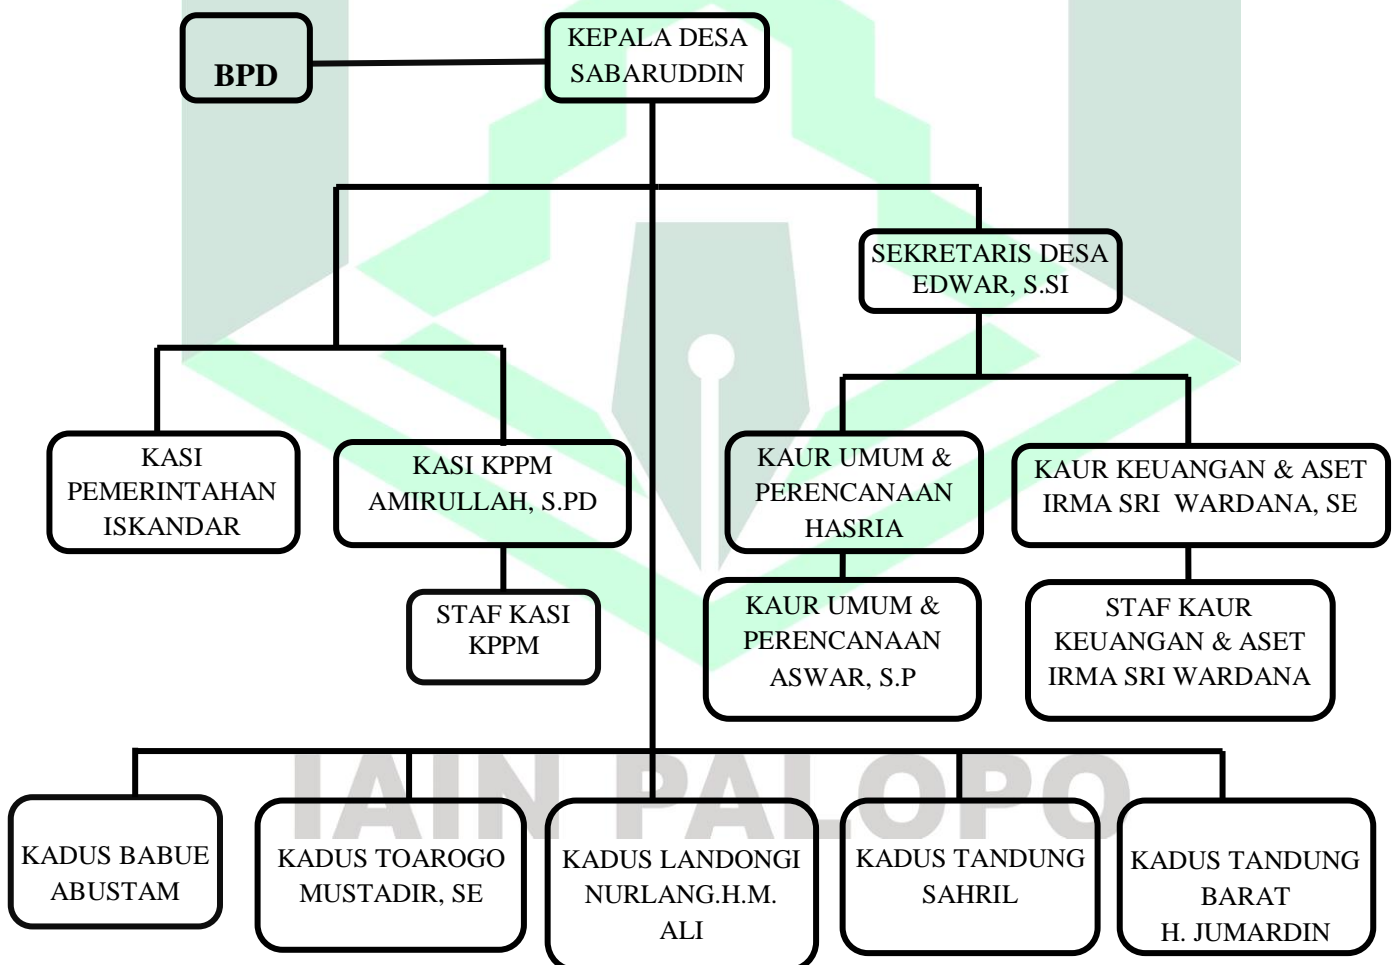 BPD
KEPALA DESA
SABARUDDIN
SEKRETARIS DESA
EDWAR, S.SI
KASI
PEMERINTAHAN
ISKANDAR
KASI KPPM
AMIRULLAH, S.PD
KAUR UMUM &
PERENCANAAN
HASRIA
KAUR KEUANGAN & ASET
IRMA SRI WARDANA, SE
STAF KASI
KPPM
KAUR UMUM &
PERENCANAAN
ASWAR, S.P
STAF KAUR
KEUANGAN & ASET
IRMA SRI WARDANA
IAIN PALOPO
KADUS BABUE
ABUSTAM
KADUS TOAROGO
MUSTADIR, SE
KADUS LANDONGI
NURLANG.H.M.
ALI
KADUS TANDUNG
SAHRIL
KADUS TANDUNG
BARAT
H. JUMARDIN